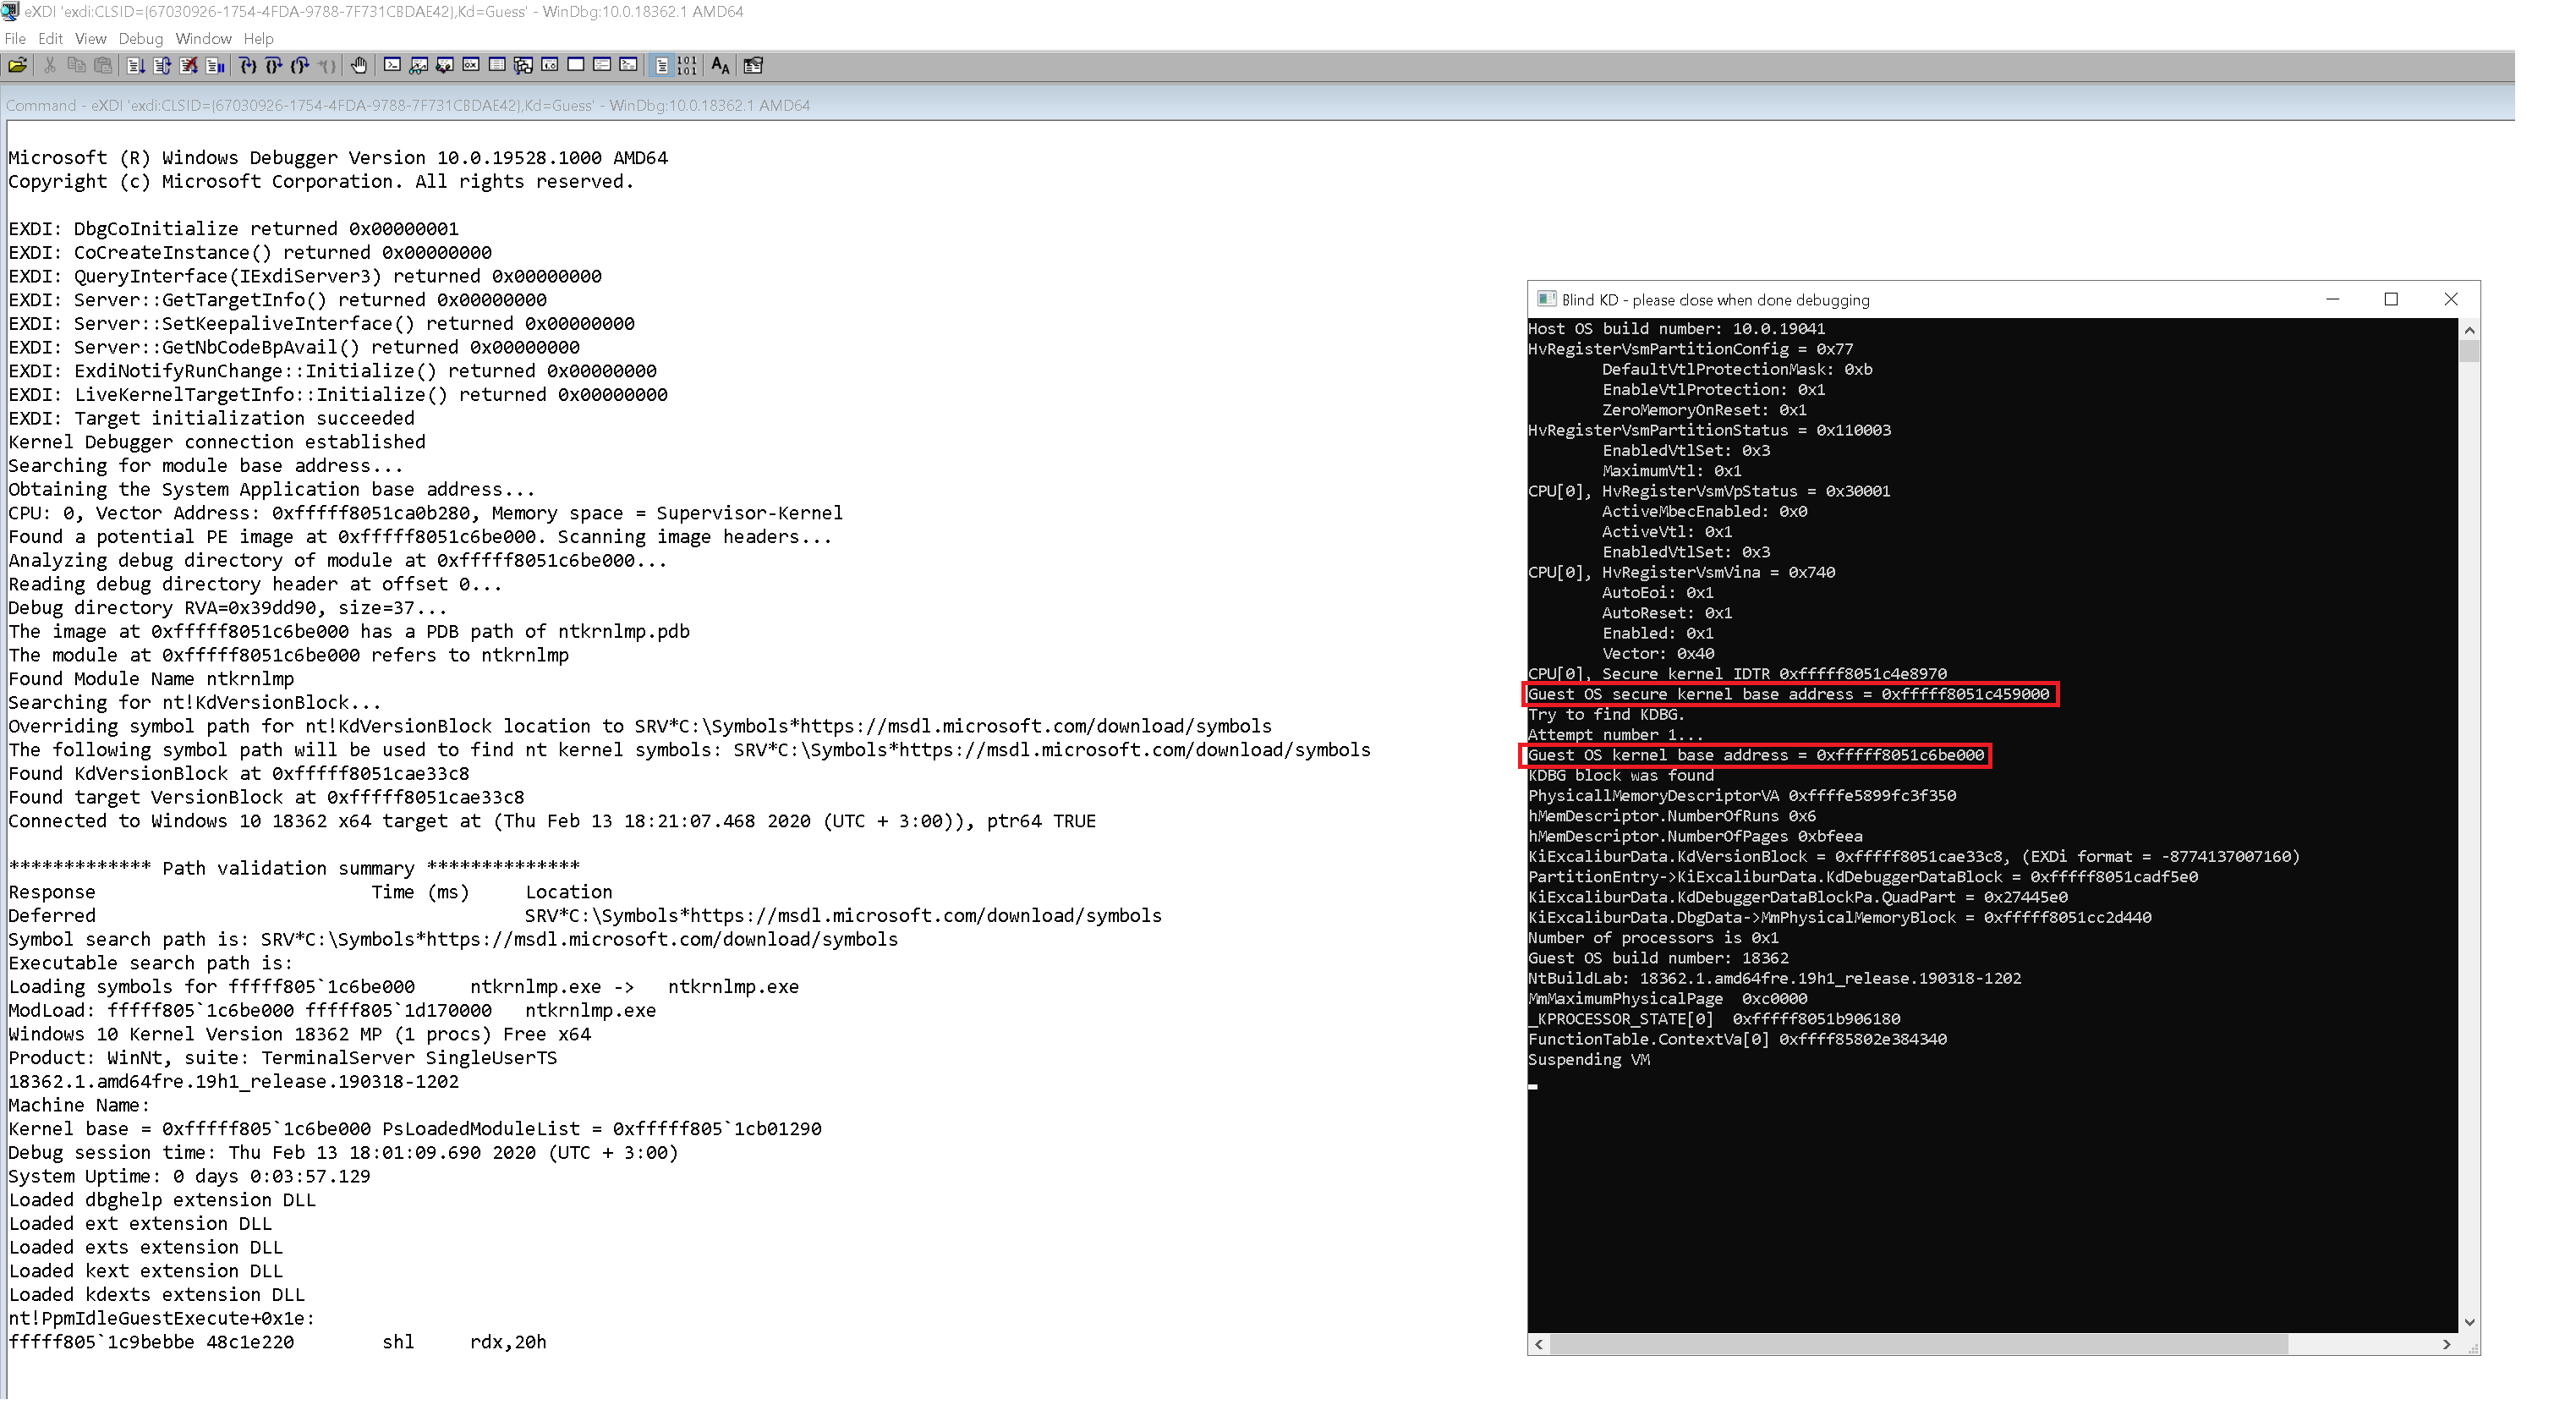 eXDI 'exdi:CLSID={67030926-1754-4FDA-9788-7F731CBDAE42},Kd=Guess' - WinDbg:10.0.18362.1 AMD64
File Edit View Debug Window Help
Command - eXDI 'exdi:CLSID={67030926-1754-4FDA-9788-7F731CBDAE42},Kd=Guess' - WinDbg:10.0.18362.1 AMD64
Microsoft (R) Windows Debugger Version 10.0.19528.1000 AMD64
Copyright (c) Microsoft Corporation. All rights reserved.
EXDI: DbgCoInitialize returned 0x00000001
EXDI: CoCreateInstance() returned 0x00000000
EXDI: QueryInterface(IExdiServer3) returned 0x00000000
EXDI: Server::GetTargetInfo() returned 0x00000000
EXDI: Server::SetKeepaliveInterface() returned 0x00000000
EXDI: Server::GetNbCodeBpAvail() returned 0x00000000
EXDI: ExdiNotifyRunChange::Initialize() returned 0x00000000
EXDI: LiveKernelTargetInfo::Initialize() returned 0x00000000
EXDI: Target initialization succeeded
Kernel Debugger connection established
Searching for module base address...
Obtaining the System Application base address...
CPU: 0, Vector Address: 0xfffff8051ca0b280, Memory space = Supervisor-Kernel
Found a potential PE image at 0xfffff8051c6be000. Scanning image headers...
Analyzing debug directory of module at 0xfffff8051c6be000...
Reading debug directory header at offset 0...
Debug directory RVA=0x39dd90, size=37...
The image at 0xfffff8051c6be000 has a PDB path of ntkrnlmp.pdb
The module at 0xfffff8051c6be000 refers to ntkrnlmp
Found Module Name ntkrnlmp
Searching for nt!KdVersionBlock...
Overriding symbol path for nt!KdVersionBlock location to SRV*C:\Symbols*https://msdl.microsoft.com/download/symbols
The following symbol path will be used to find nt kernel symbols: SRV*C:\Symbols*https://msdl.microsoft.com/download/symbols
Found KdVersionBlock at 0xfffff8051cae33c8
Found target VersionBlock at 0xfffff8051cae33c8
Connected to Windows 10 18362 x64 target at (Thu Feb 13 18:21:07.468 2020 (UTC + 3:00)), ptr64 TRUE
************* Path validation summary **************
Response Time (ms) Location
Deferred SRV*C:\Symbols*https://msdl.microsoft.com/download/symbols
Symbol search path is: SRV*C:\Symbols*https://msdl.microsoft.com/download/symbols
Executable search path is:
Loading symbols for fffff805`1c6be000 ntkrnlmp.exe -> ntkrnlmp.exe
ModLoad: fffff805`1c6be000 fffff805`1d170000 ntkrnlmp.exe
Windows 10 Kernel Version 18362 MP (1 procs) Free x64
Product: WinNt, suite: TerminalServer SingleUserTS
18362.1.amd64fre.19h1_release.190318-1202
Machine Name:
Kernel base = 0xfffff805`1c6be000 PsLoadedModuleList = 0xfffff805`1cb01290
Debug session time: Thu Feb 13 18:01:09.690 2020 (UTC + 3:00)
System Uptime: 0 days 0:03:57.129
Loaded dbghelp extension DLL
Loaded ext extension DLL
Loaded exts extension DLL
Loaded kext extension DLL
Loaded kdexts extension DLL
nt!PpmIdleGuestExecute+0x1e:
fffff805`1c9bebbe 48c1e220 shl rdx,20h
Blind KD - please close when done debugging
Host OS build number: 10.0.19041
HvRegisterVsmPartitionConfig = 0x77
DefaultVtlProtectionMask: 0xb
EnableVtlProtection: 0x1
ZeroMemoryOnReset: 0x1
HvRegisterVsmPartitionStatus = 0x110003
EnabledVtlSet: 0x3
MaximumVtl: 0x1
CPU[0], HvRegisterVsmVpStatus = 0x30001
ActiveMbecEnabled: 0x0
ActiveVtl: 0x1
EnabledVtlSet: 0x3
CPU[0], HvRegisterVsmVina = 0x740
AutoEoi: 0x1
AutoReset: 0x1
Enabled: 0x1
Vector: 0x40
CPU[0], Secure kernel IDTR 0xfffff8051c4e8970
Guest OS secure kernel base address = 0xfffff8051c459000
Try to find KDBG.
Attempt number 1...
Guest OS kernel base address = 0xfffff8051c6be000
KDBG block was found
PhysicallMemoryDescriptorVA 0xffffe5899fc3f350
hMemDescriptor.NumberOfRuns 0x6
hMemDescriptor.NumberOfPages 0xbfeea
KiExcaliburData.KdVersionBlock = 0xfffff8051cae33c8, (EXDi format = -8774137007160)
PartitionEntry->KiExcaliburData.KdDebuggerDataBlock = 0xfffff8051cadf5e0
KiExcaliburData.KdDebuggerDataBlockPa.QuadPart = 0x27445e0
KiExcaliburData.DbgData->MmPhysicalMemoryBlock = 0xfffff8051cc2d440
Number of processors is 0x1
Guest OS build number: 18362
NtBuildLab: 18362.1.amd64fre.19h1_release.190318-1202
MmMaximumPhysicalPage 0xc0000
_KPROCESSOR_STATE[0] 0xfffff8051b906180
FunctionTable.ContextVa[0] 0xffff85802e384340
Suspending VM